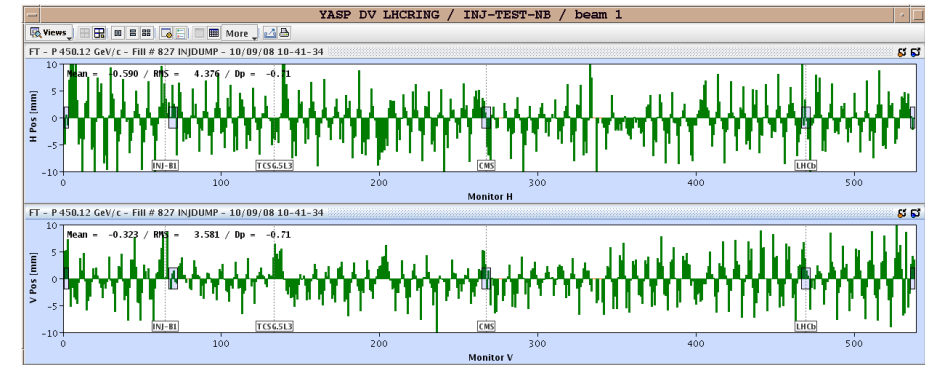 YASP DV LHCRING / INJ-TEST-NB / beam 1
Views More
FT - P 450.12 GeV/c - Fill # 827 INJDUMP - 10/09/08 10-41-34
Mean = -0.590 / RMS = 4.376 / Dp = -0.71
H Pos [mm]
10
5
0
-5
-10
INJ-B1 TCSG.5L3 CMS LHCb
0 100 200 300 400 500
Monitor H
FT - P 450.12 GeV/c - Fill # 827 INJDUMP - 10/09/08 10-41-34
Mean = -0.323 / RMS = 3.581 / Dp = -0.71
V Pos [mm]
10
5
0
-5
-10
INJ-B1 TCSG.5L3 CMS LHCb
0 100 200 300 400 500
Monitor V